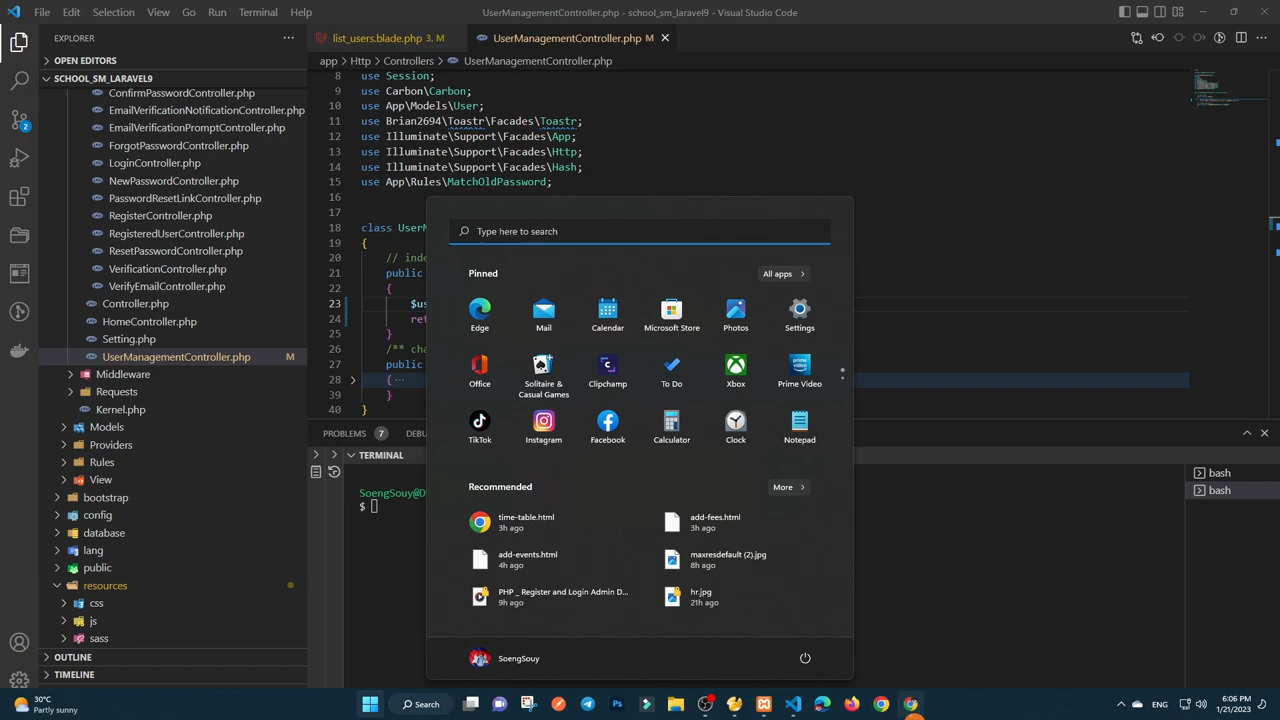 File Edit Selection View Go Run Terminal Help
UserManagementController.php - school_sm_laravel9 - Visual Studio Code
EXPLORER
OPEN EDITORS
SCHOOL_SM_LARAVEL9
ConfirmPasswordController.php
EmailVerificationNotificationController.php
EmailVerificationPromptController.php
ForgotPasswordController.php
LoginController.php
NewPasswordController.php
PasswordResetLinkController.php
RegisterController.php
RegisteredUserController.php
ResetPasswordController.php
VerificationController.php
VerifyEmailController.php
Controller.php
HomeController.php
Setting.php
UserManagementController.php M
Middleware
Requests
Kernel.php
Models
Providers
Rules
View
bootstrap
config
database
lang
public
resources
css
js
sass
OUTLINE
TIMELINE
2
list_users.blade.php 3, M
UserManagementController.php M
app > Http > Controllers > UserManagementController.php
8 use Session;
9 use Carbon\Carbon;
10 use App\Models\User;
11 use Brian2694\Toastr\Facades\Toastr;
12 use Illuminate\Support\Facades\App;
13 use Illuminate\Support\Facades\Http;
14 use Illuminate\Support\Facades\Hash;
15 use App\Rules\MatchOldPassword;
16
17
18 class UserM
19 {
20 // inde
21 public
22 {
23 $us
24 ret
25 }
26 /** cha
27 public
28 { ...
39 }
40 }
PROBLEMS 7 DEBU
TERMINAL
SoengSouy@D
$
bash
bash
Type here to search
Pinned
All apps >
Edge
Mail
Calendar
Microsoft Store
Photos
Settings
Office
Solitaire & Casual Games
Clipchamp
To Do
Xbox
Prime Video
TikTok
Instagram
Facebook
Calculator
Clock
Notepad
Recommended
More >
time-table.html
3h ago
add-fees.html
3h ago
add-events.html
4h ago
maxresdefault (2).jpg
8h ago
PHP _ Register and Login Admin D...
9h ago
hr.jpg
21h ago
SoengSouy
30°C
Partly sunny
Search
ENG
6:06 PM
1/21/2023